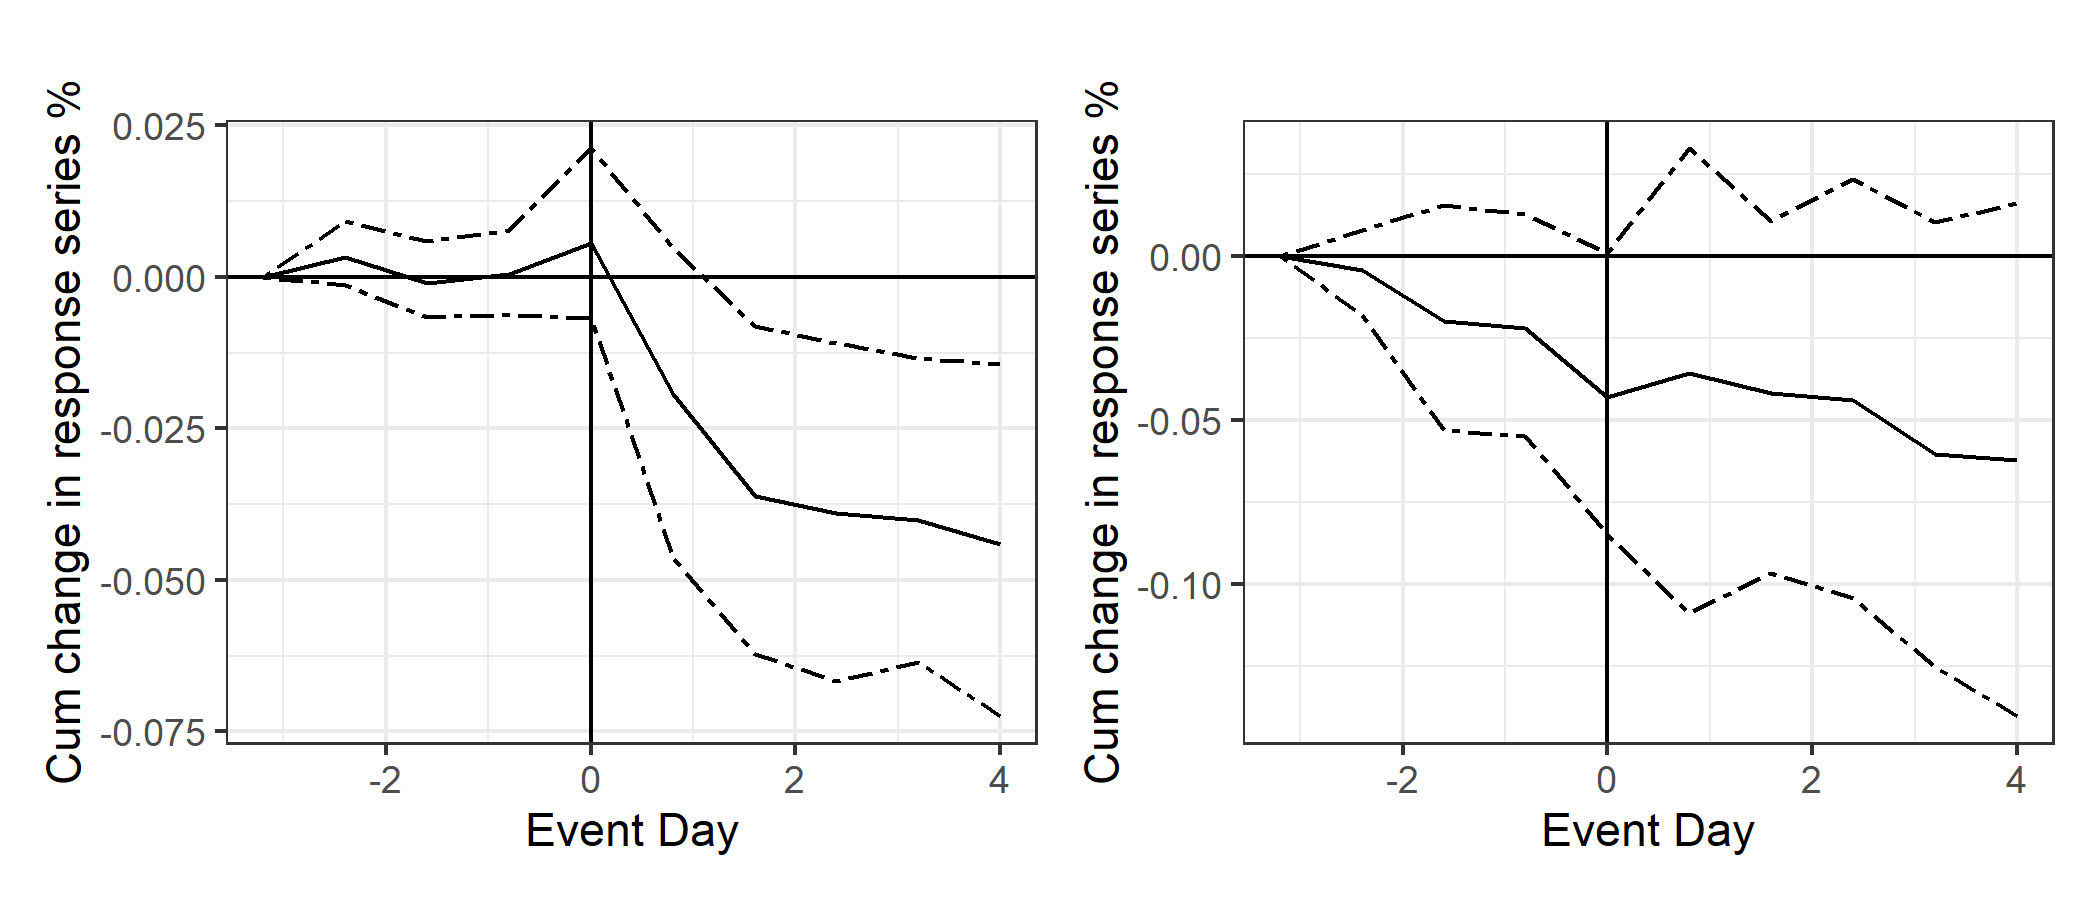 Cum change in response series %
0.025
0.000
-0.025
-0.050
-0.075
-2 0 2 4
Event Day
Cum change in response series %
0.00
-0.05
-0.10
-2 0 2 4
Event Day